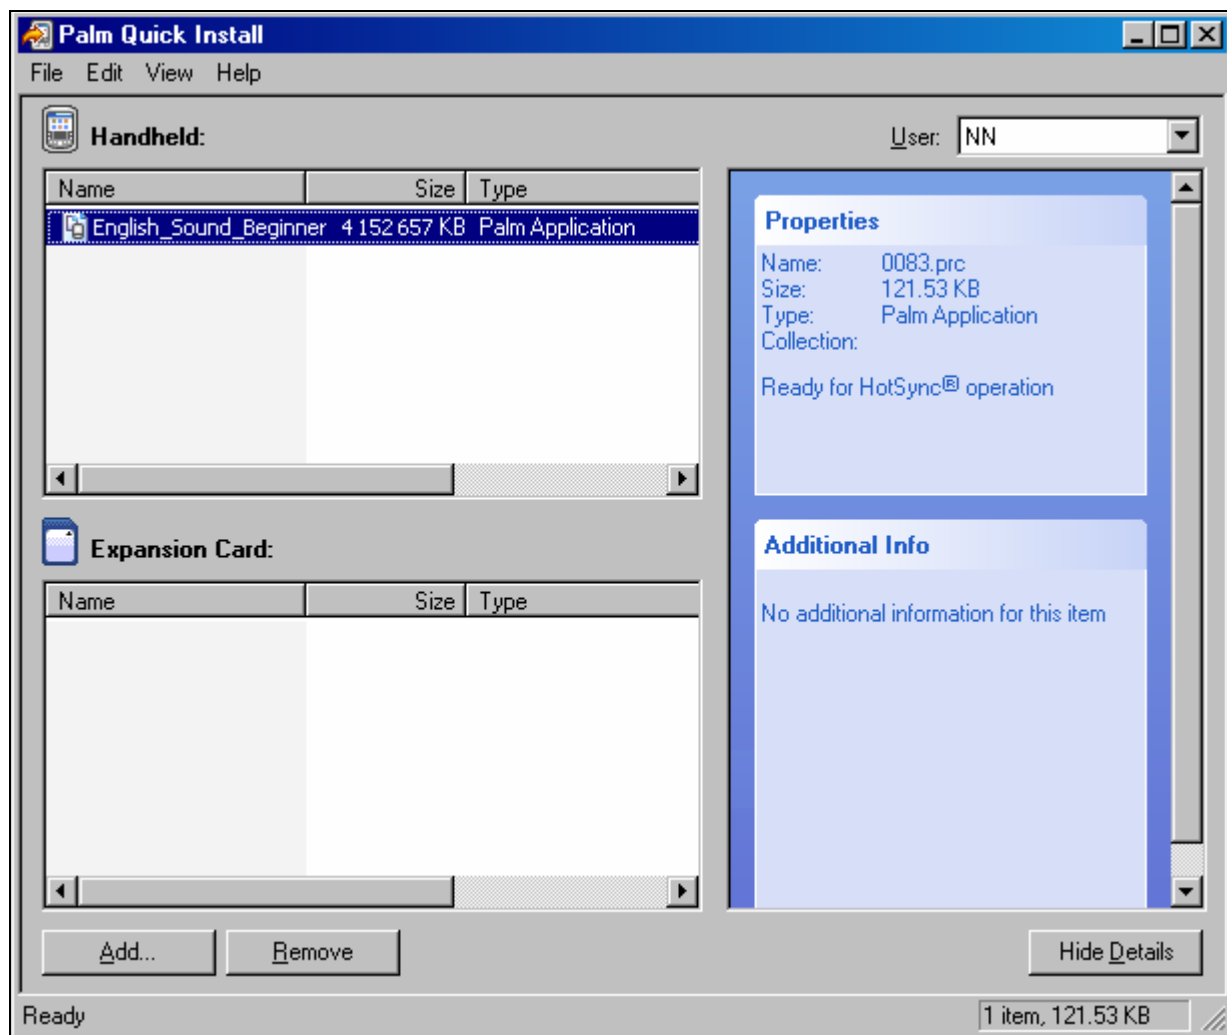 Palm Quick Install
File Edit View Help
Handheld:
User: NN
Name Size Type
English_Sound_Beginner 4 152 657 KB Palm Application
Properties
Name: 0083.prc
Size: 121.53 KB
Type: Palm Application
Collection:
Ready for HotSync® operation
Expansion Card:
Name Size Type
Additional Info
No additional information for this item
Add... Remove Hide Details
Ready 1 item, 121.53 KB